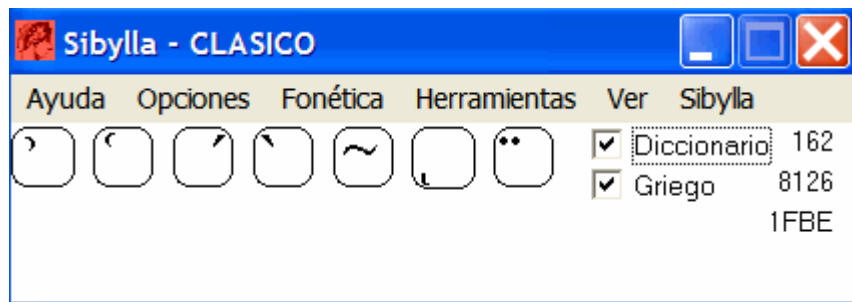 Sibylla - CLASICO
Ayuda Opciones Fonética Herramientas Ver Sibylla
Diccionario 162
Griego 8126
1FBE